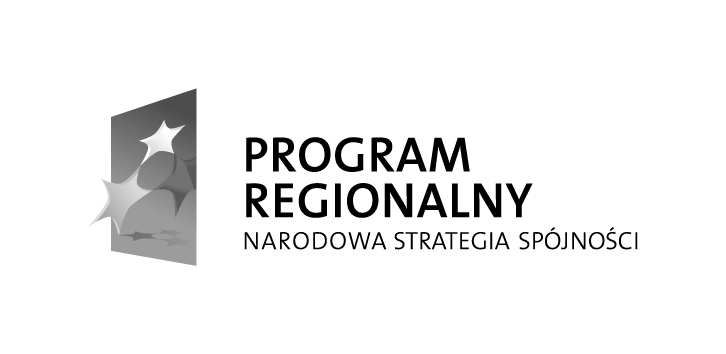 PROGRAM
REGIONALNY
NARODOWA STRATEGIA SPÓJNOŚCI